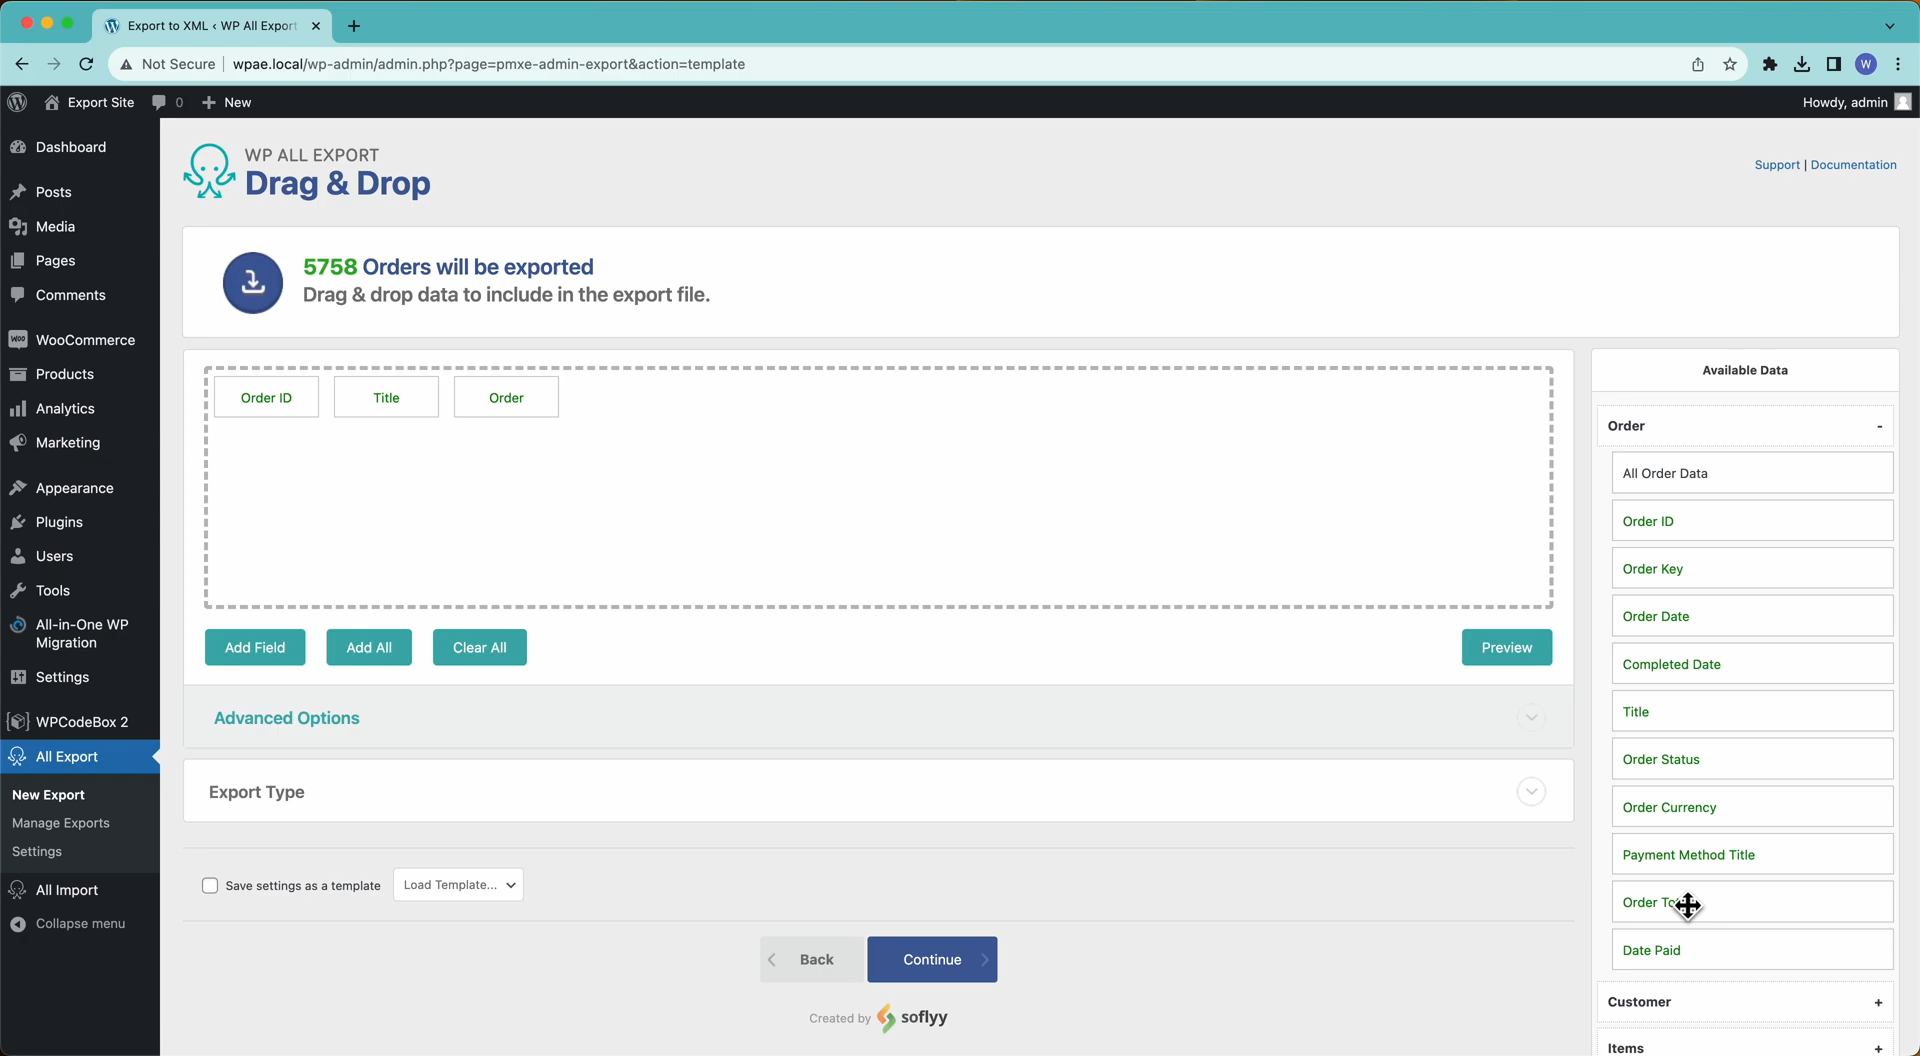 Export to XML ‹ WP All Export
Not Secure
wpae.local/wp-admin/admin.php?page=pmxe-admin-export&action=template
W
Export Site
0
New
Howdy, admin
Dashboard
Posts
Media
Pages
Comments
WooCommerce
Products
Analytics
Marketing
Appearance
Plugins
Users
Tools
All-in-One WP
Migration
Settings
WPCodeBox 2
All Export
New Export
Manage Exports
Settings
All Import
Collapse menu
WP ALL EXPORT
Drag & Drop
Support | Documentation
5758 Orders will be exported
Drag & drop data to include in the export file.
Order ID
Title
Order
Add Field
Add All
Clear All
Preview
Advanced Options
Export Type
Save settings as a template
Load Template...
Back
Continue
Created by soflyy
Available Data
Order -
All Order Data
Order ID
Order Key
Order Date
Completed Date
Title
Order Status
Order Currency
Payment Method Title
Order
Date Paid
Customer +
Items +